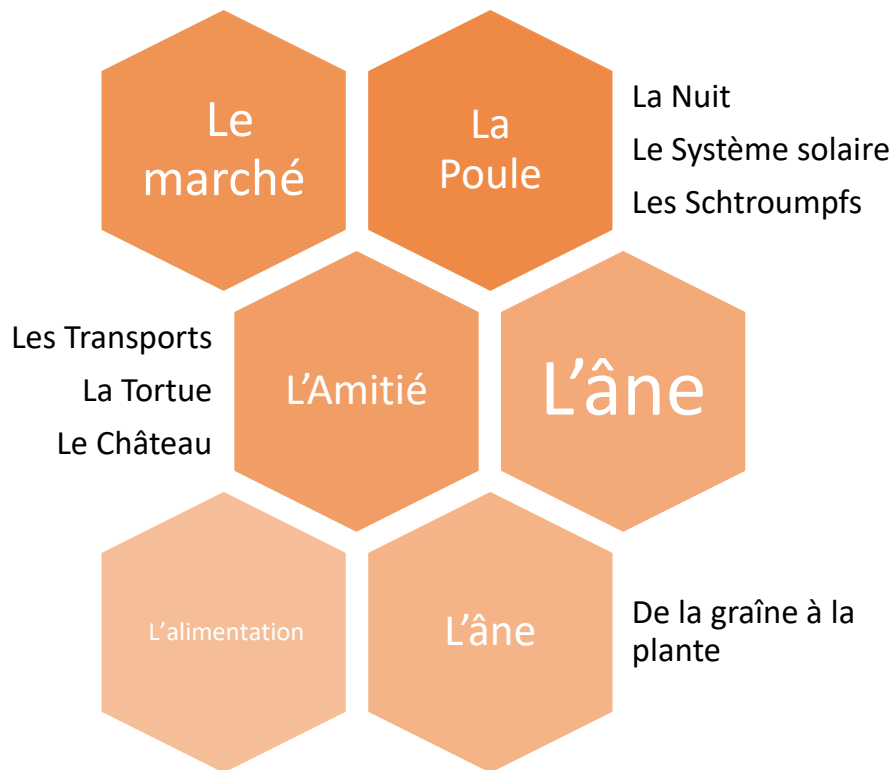 Le
marché
La
Poule
La Nuit
Le Système solaire
Les Schtroumpfs
Les Transports
La Tortue
Le Château
L’Amitié
L’âne
L’alimentation
L’âne
De la graîne à la
plante